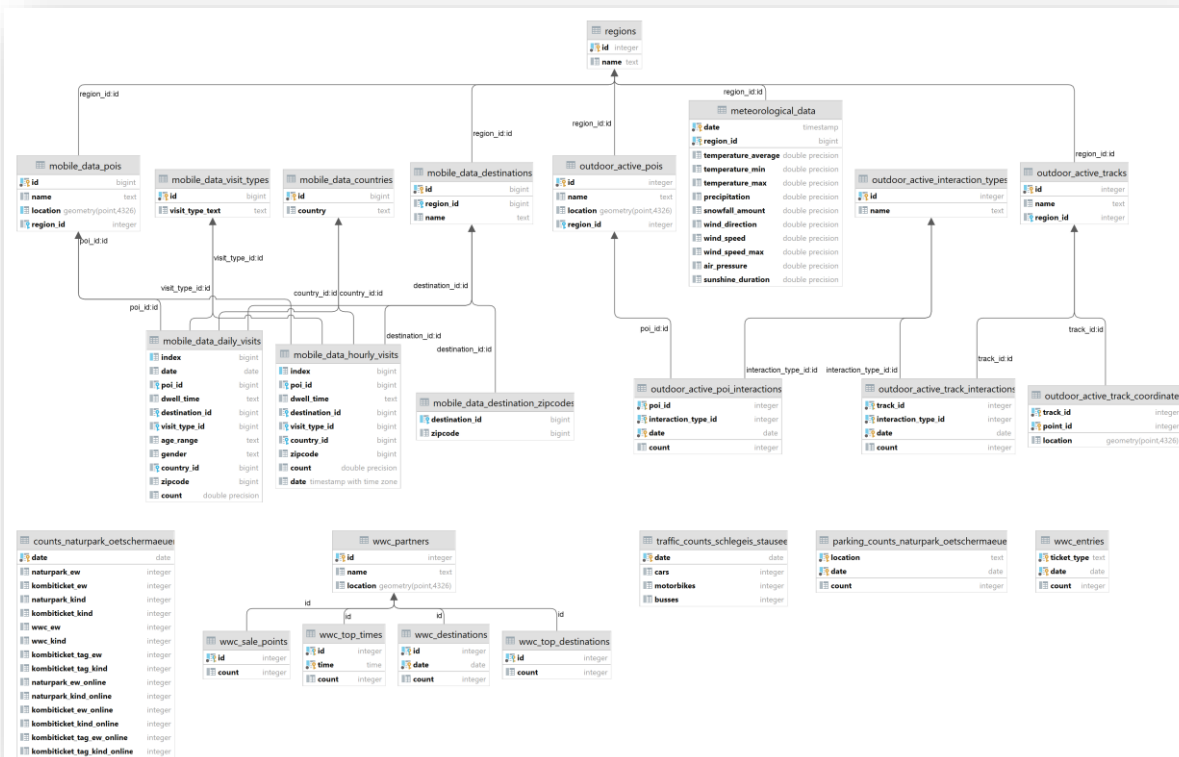 regions
id integer
name text
region_id:id
region_id:id
region_id:id
region_id:id
region_id:id
meteorological_data
date timestamp
region_id bigint
temperature_average double precision
temperature_min double precision
temperature_max double precision
precipitation double precision
snowfall_amount double precision
wind_direction double precision
wind_speed double precision
wind_speed_max double precision
air_pressure double precision
sunshine_duration double precision
mobile_data_pois
id bigint
name text
location geometry(point,4326)
region_id integer
mobile_data_visit_types
id bigint
visit_type_text text
mobile_data_countries
id bigint
country text
mobile_data_destinations
id bigint
region_id bigint
name text
outdoor_active_pois
id integer
name text
location geometry(point,4326)
region_id integer
outdoor_active_interaction_types
id integer
name text
outdoor_active_tracks
id integer
name text
region_id integer
poi_id:id
visit_type_id:id
visit_type_id:id
country_id:id
country_id:id
destination_id:id
poi_id:id
destination_id:id
destination_id:id
poi_id:id
interaction_type_id:id
interaction_type_id:id
track_id:id
track_id:id
mobile_data_daily_visits
index bigint
date date
poi_id bigint
dwell_time text
destination_id bigint
visit_type_id bigint
age_range text
gender text
country_id bigint
zipcode bigint
count double precision
mobile_data_hourly_visits
index bigint
poi_id bigint
dwell_time text
destination_id bigint
visit_type_id bigint
country_id bigint
zipcode bigint
count double precision
date timestamp with time zone
mobile_data_destination_zipcodes
destination_id bigint
zipcode bigint
outdoor_active_poi_interactions
poi_id integer
interaction_type_id integer
date date
count integer
outdoor_active_track_interactions
track_id integer
interaction_type_id integer
date date
count integer
outdoor_active_track_coordinate
track_id integer
point_id integer
location geometry(point,4326)
counts_naturpark_oetschermaeuer
date date
naturpark_ew integer
kombiticket_ew integer
naturpark_kind integer
kombiticket_kind integer
wwc_ew integer
wwc_kind integer
kombiticket_tag_ew integer
kombiticket_tag_kind integer
naturpark_ew_online integer
naturpark_kind_online integer
kombiticket_ew_online integer
kombiticket_kind_online integer
kombiticket_tag_ew_online integer
kombiticket_tag_kind_online integer
wwc_partners
id integer
name text
location geometry(point,4326)
id
id
id
id
wwc_sale_points
id integer
count integer
wwc_top_times
id integer
time time
count integer
wwc_destinations
id integer
date date
count integer
wwc_top_destinations
id integer
count integer
traffic_counts_schlegeis_stausee
date date
cars integer
motorbikes integer
busses integer
parking_counts_naturpark_oetschermaeue
location text
date date
count integer
wwc_entries
ticket_type text
date date
count integer